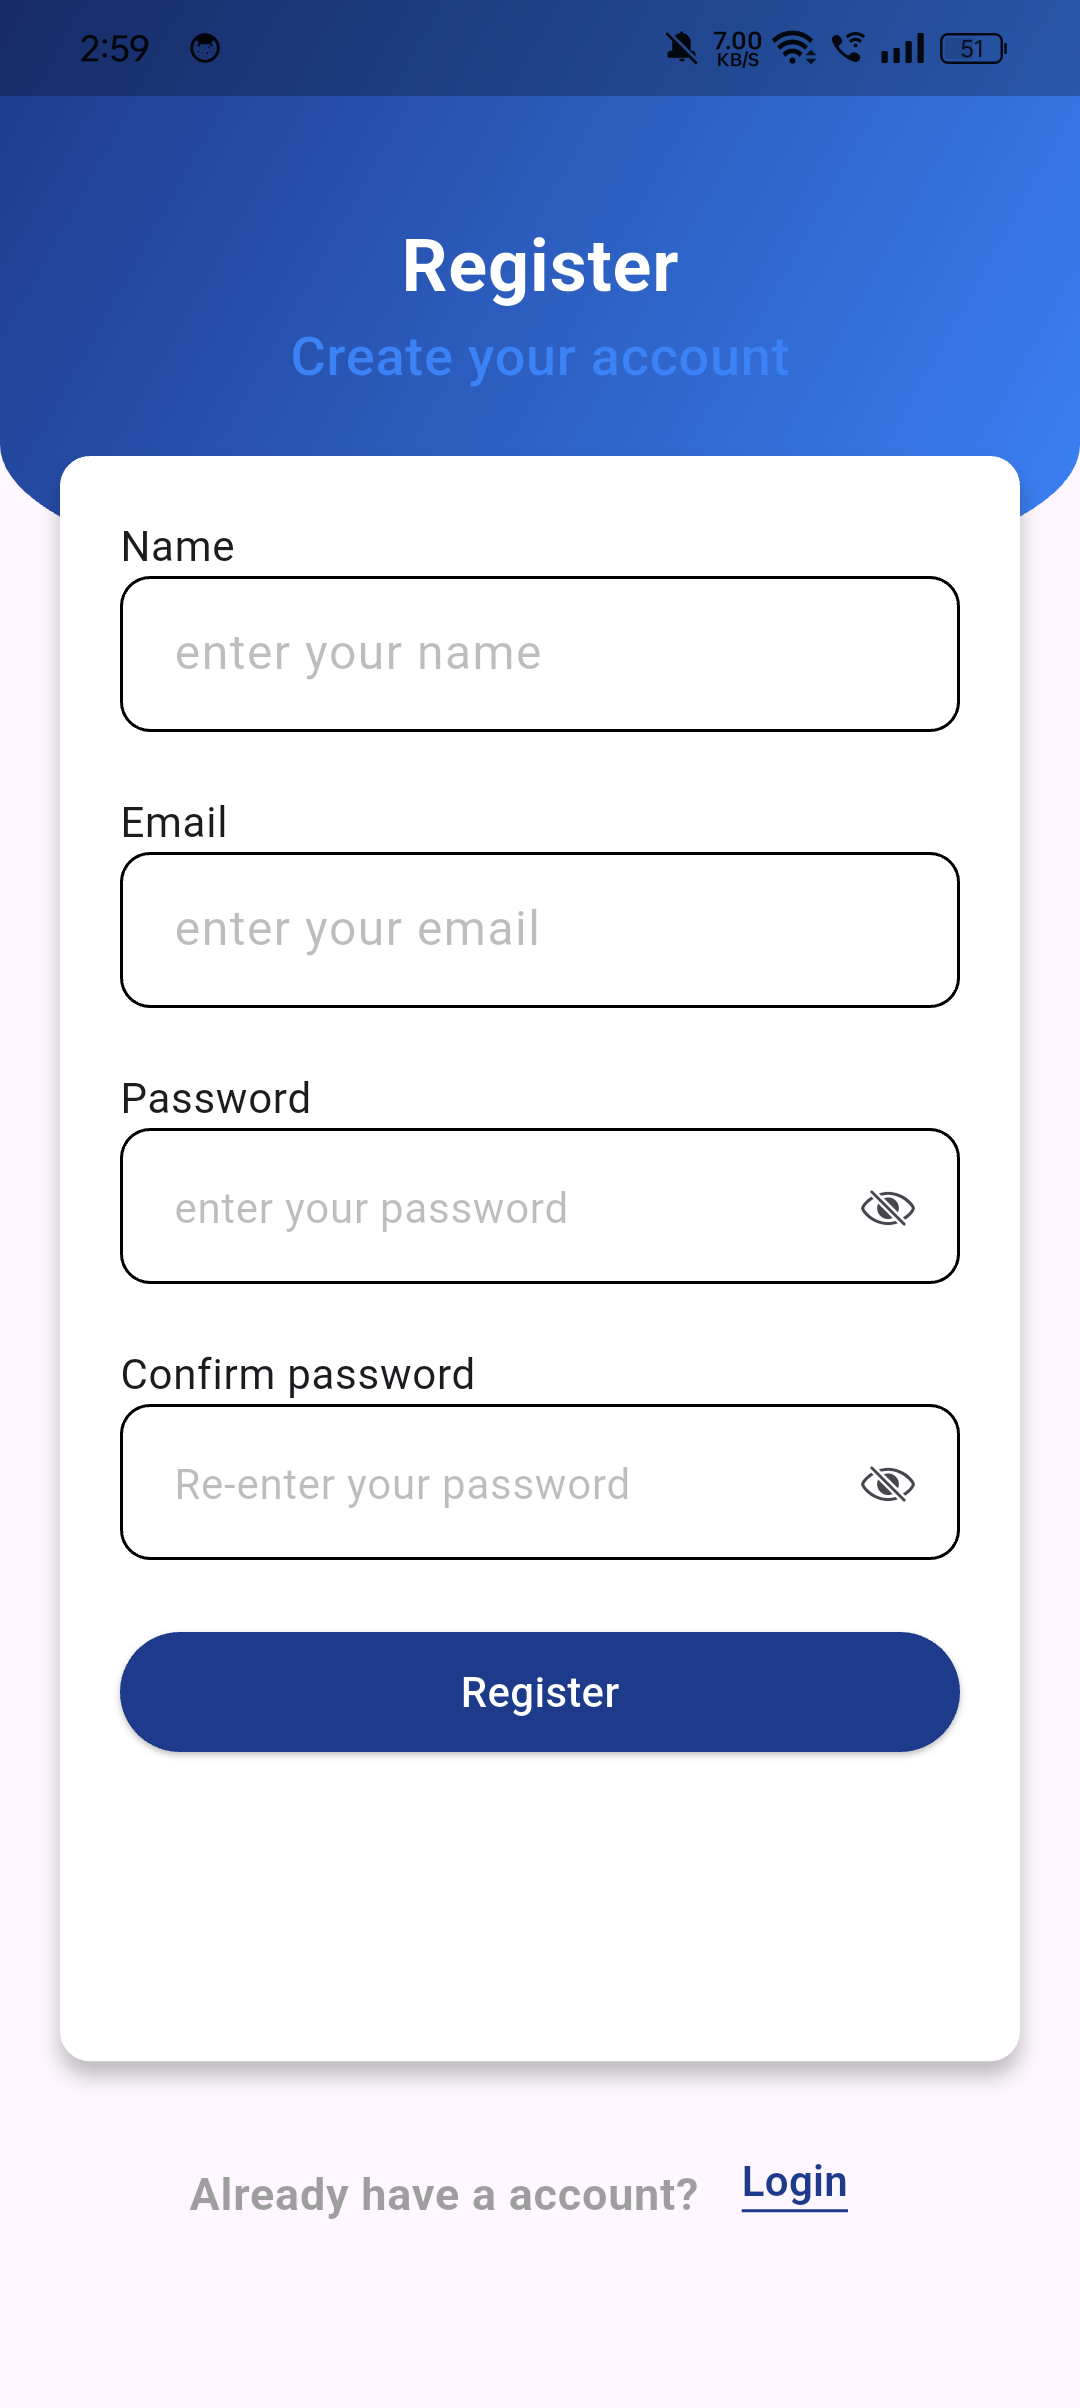 2:59 7.00 KB/S 51
Register
Create your account
Name
enter your name
Email
enter your email
Password
enter your password
Confirm password
Re-enter your password
Register
Already have a account? Login